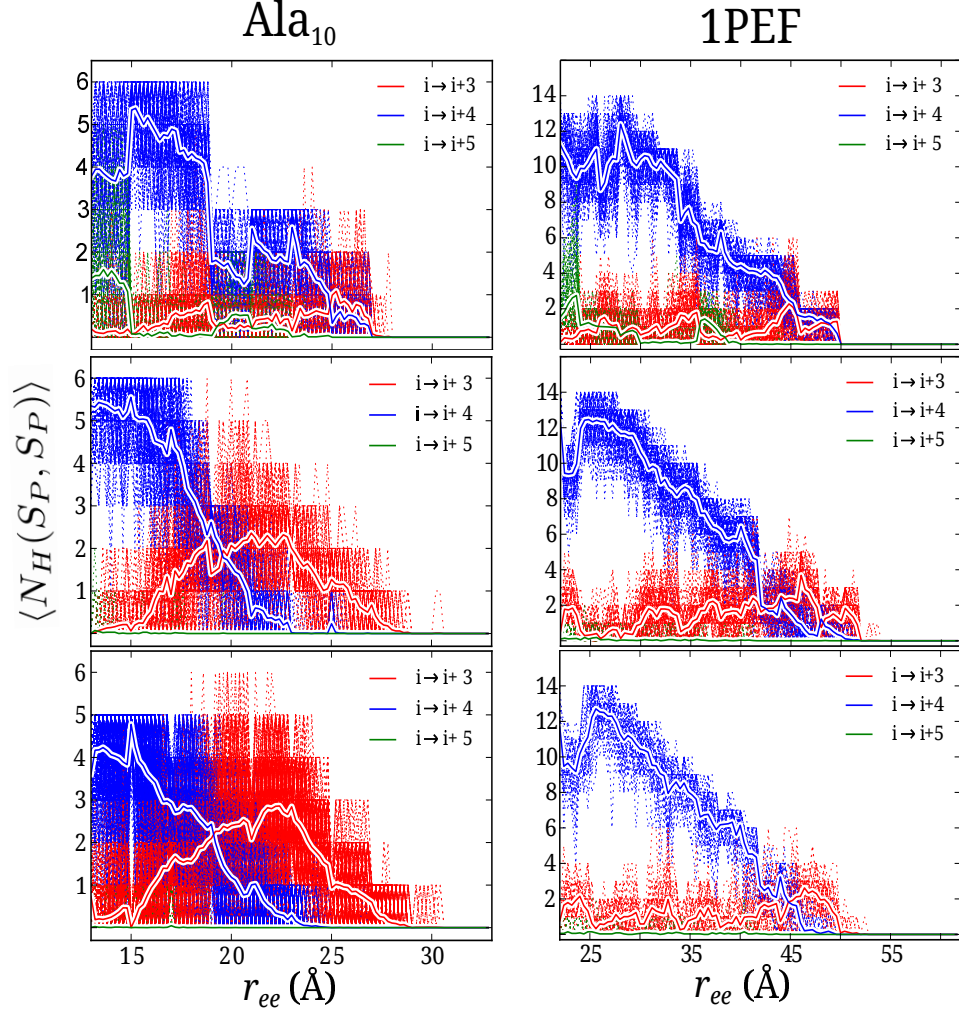 Ala₁₀ 1PEF
⟨N_H(S_P, S_P)⟩
6
5
4
3
2
1
i → i+3
i → i+4
i → i+5
14
12
10
8
6
4
2
i → i+ 3
i → i+ 4
i → i+ 5
6
5
4
3
2
1
i → i+ 3
i → i+ 4
i → i+ 5
14
12
10
8
6
4
2
i → i+3
i → i+4
i → i+5
6
5
4
3
2
1
i → i+ 3
i → i+ 4
i → i+ 5
15 20 25 30
r_ee (Å)
14
12
10
8
6
4
2
i → i+3
i → i+4
i → i+5
25 35 45 55
r_ee (Å)